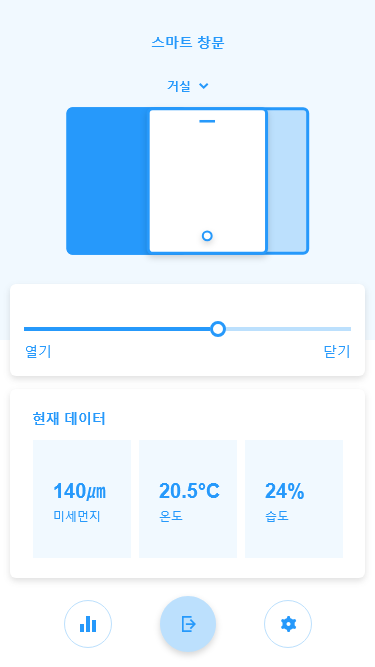 스마트 창문
거실
열기 닫기
현재 데이터
140㎛ 20.5°C 24%
미세먼지 온도 습도